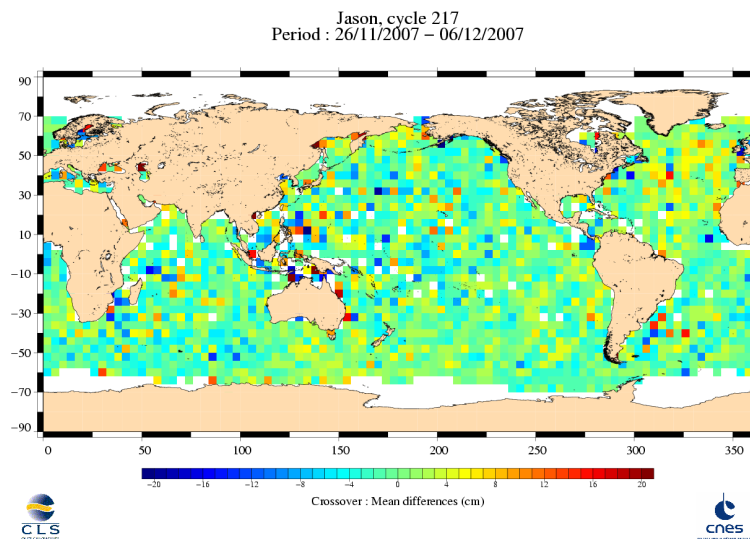 Jason, cycle 217
Period : 26/11/2007 − 06/12/2007
90
70
50
30
10
−10
−30
−50
−70
−90
0 50 100 150 200 250 300 350
−20 −16 −12 −8 −4 0 4 8 12 16 20
Crossover : Mean differences (cm)
CLS
cnes